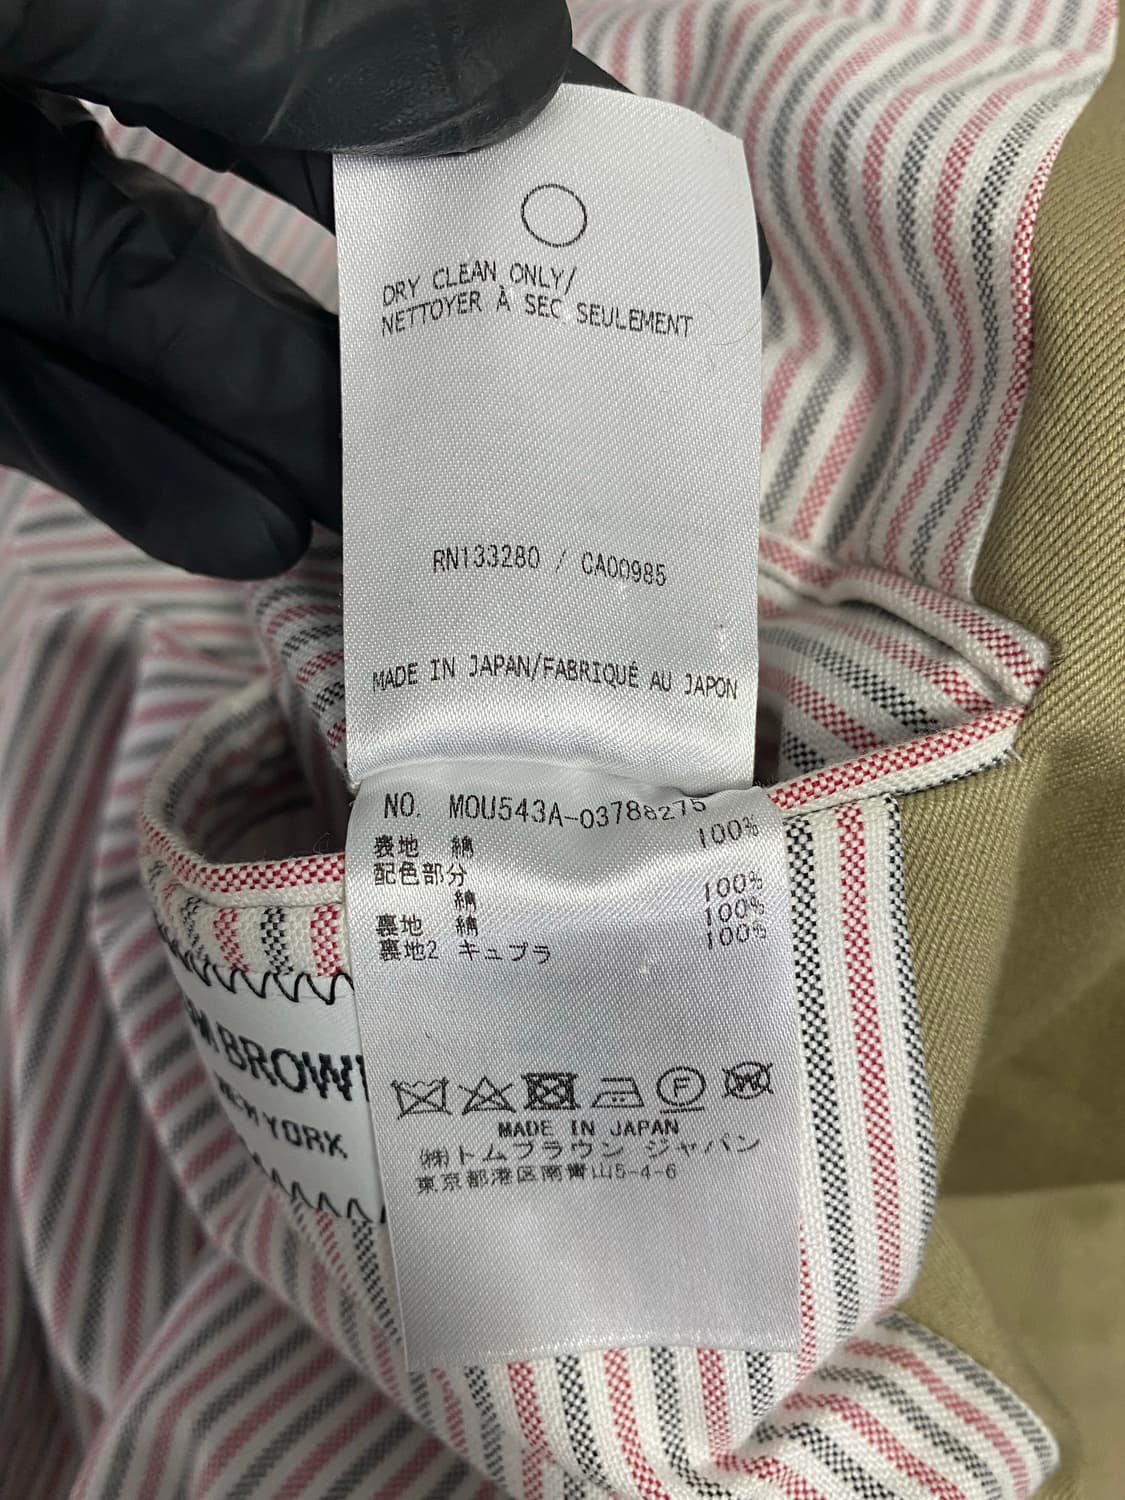 DRY CLEAN ONLY/
NETTOYER À SEC SEULEMENT
RN133280 / CA00985
MADE IN JAPAN/FABRIQUÉ AU JAPON
NO. MOU543A-03788275
表地 綿 100%
配色部分
綿 100%
裏地 綿 100%
裏地2 キュプラ 100%
F
W
MADE IN JAPAN
㈱トムブラウン ジャパン
東京都港区南青山5-4-6
BROWN
NEW YORK